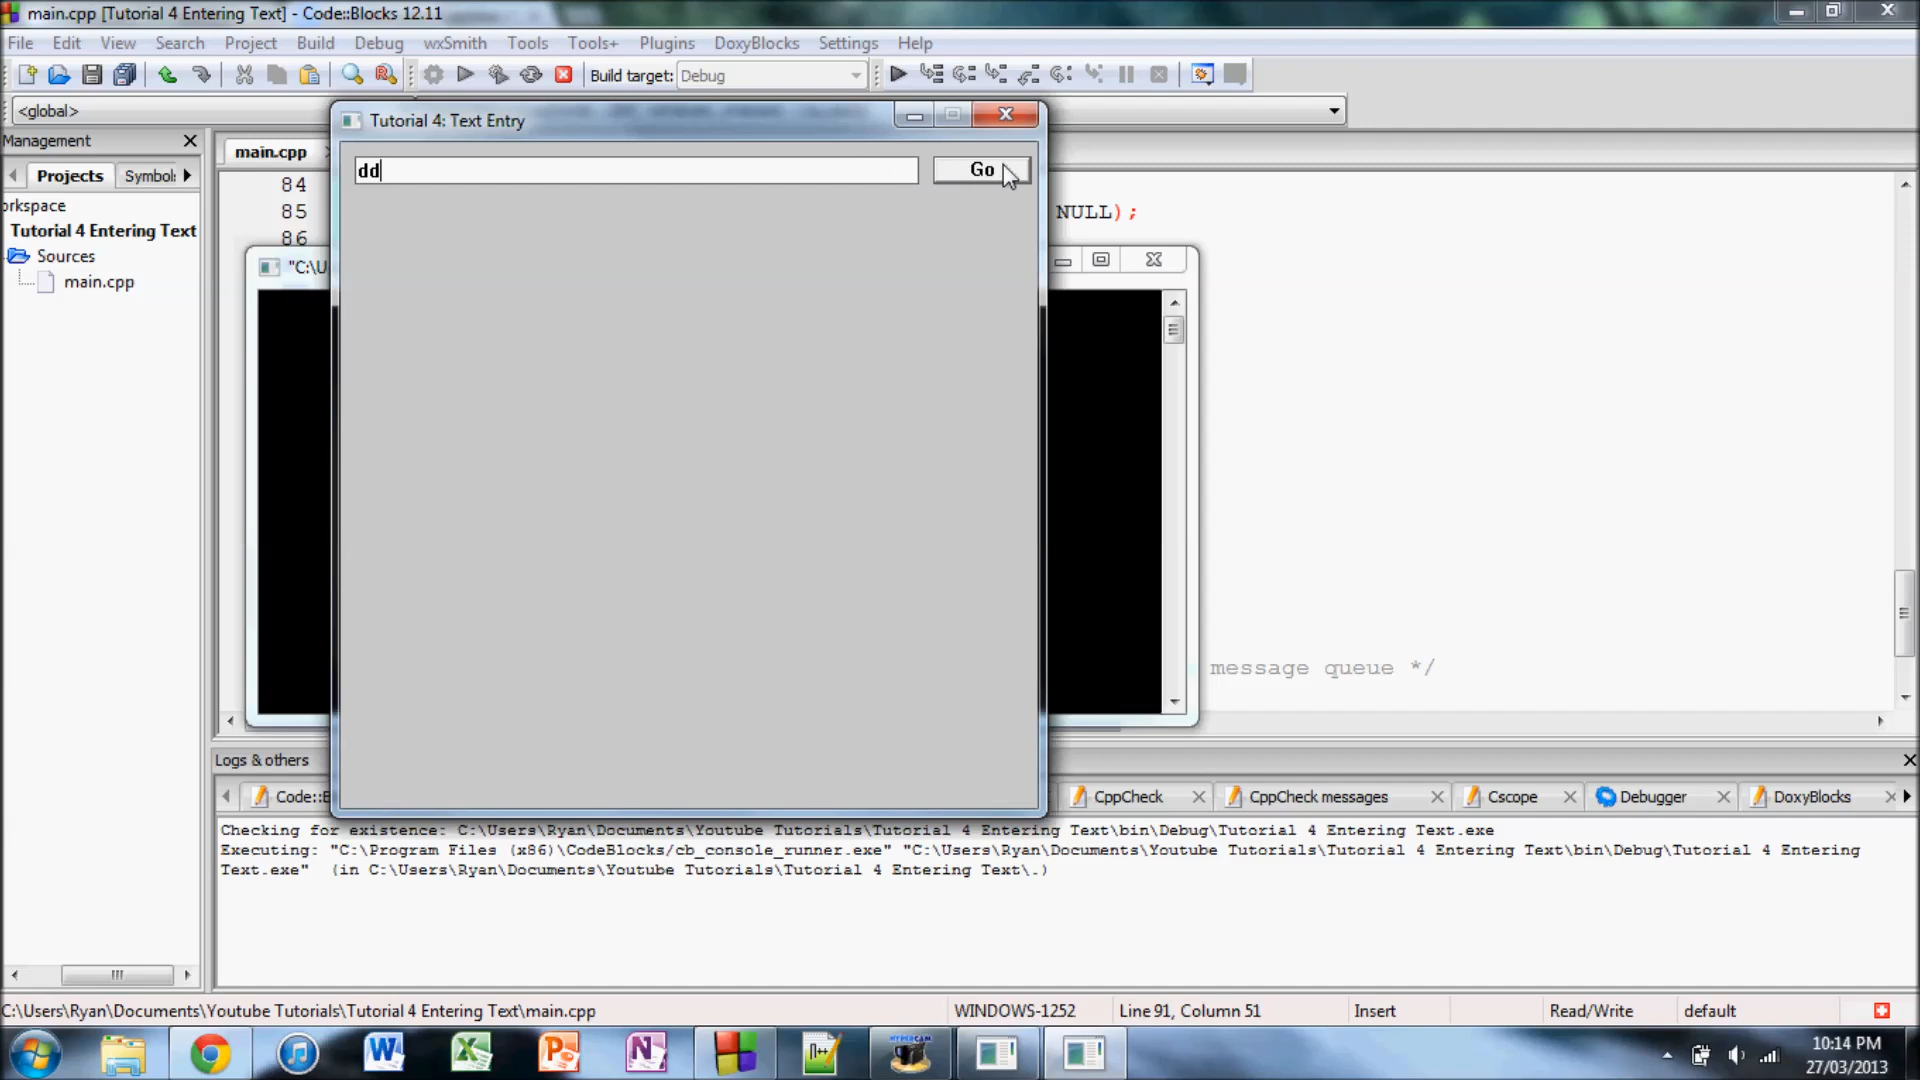 main.cpp [Tutorial 4 Entering Text] - Code::Blocks 12.11
File Edit View Search Project Build Debug wxSmith Tools Tools+ Plugins DoxyBlocks Settings Help
Build target: Debug
<global>
Management
Projects Symbol
main.cpp
Tutorial 4: Text Entry
dd
Go
84
85 NULL);
86
orkspace
Tutorial 4 Entering Text
Sources
main.cpp
"C:\U
message queue */
Logs & others
Code::B CppCheck CppCheck messages Cscope Debugger DoxyBlocks
Checking for existence: C:\Users\Ryan\Documents\Youtube Tutorials\Tutorial 4 Entering Text\bin\Debug\Tutorial 4 Entering Text.exe
Executing: "C:\Program Files (x86)\CodeBlocks/cb_console_runner.exe" "C:\Users\Ryan\Documents\Youtube Tutorials\Tutorial 4 Entering Text\bin\Debug\Tutorial 4 Entering
Text.exe" (in C:\Users\Ryan\Documents\Youtube Tutorials\Tutorial 4 Entering Text\.)
C:\Users\Ryan\Documents\Youtube Tutorials\Tutorial 4 Entering Text\main.cpp WINDOWS-1252 Line 91, Column 51 Insert Read/Write default
HYPERCAM
10:14 PM
27/03/2013